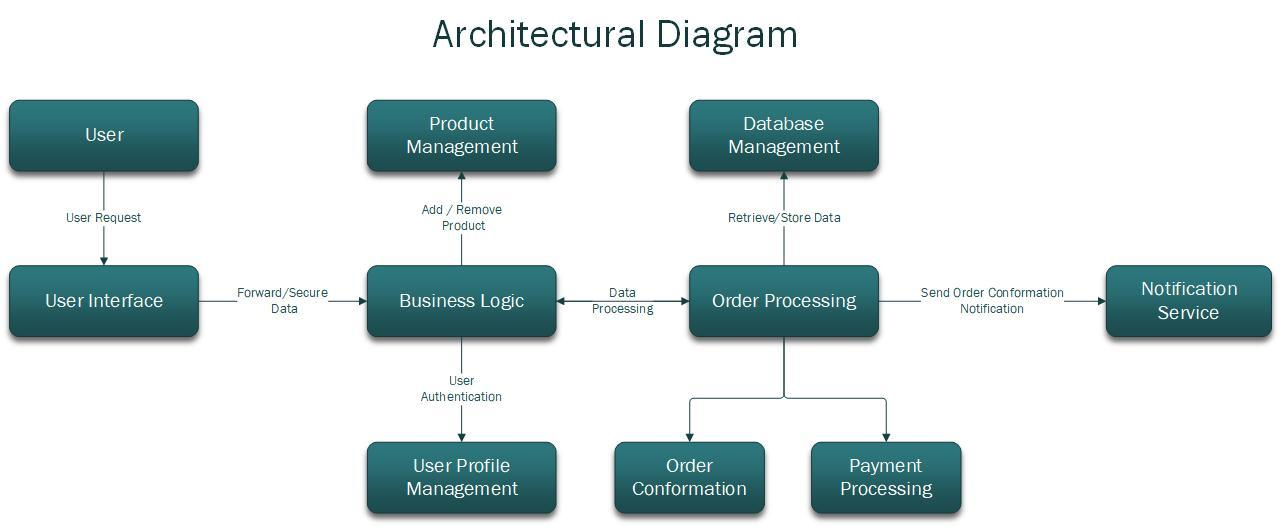 Architectural Diagram
User
Product
Management
Database
Management
User Request
Add / Remove
Product
Retrieve/Store Data
User Interface
Forward/Secure
Data
Business Logic
Data
Processing
Order Processing
Send Order Conformation
Notification
Notification
Service
User
Authentication
User Profile
Management
Order
Conformation
Payment
Processing